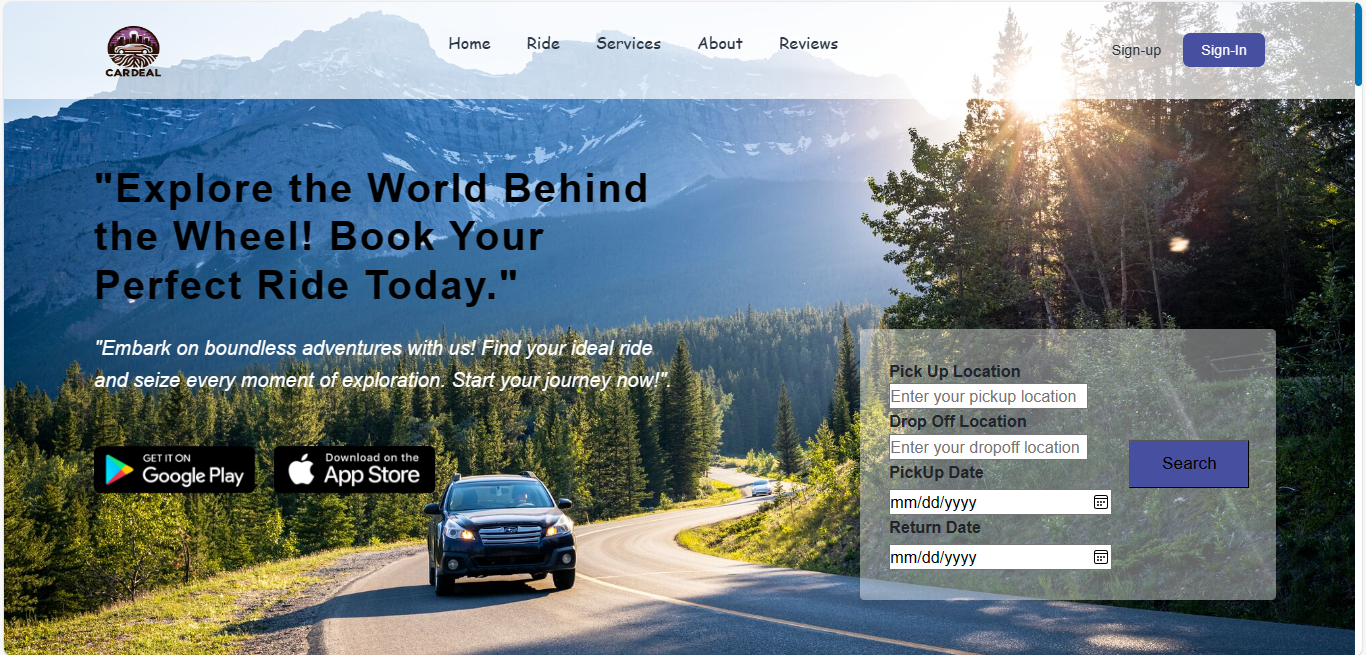 CAR DEAL
Home
Ride
Services
About
Reviews
Sign-up
Sign-In
"Explore the World Behind
the Wheel! Book Your
Perfect Ride Today."
"Embark on boundless adventures with us! Find your ideal ride
and seize every moment of exploration. Start your journey now!".
GET IT ON
Google Play
Download on the
App Store
Pick Up Location
Enter your pickup location
Drop Off Location
Enter your dropoff location
PickUp Date
mm/dd/yyyy
Return Date
mm/dd/yyyy
Search